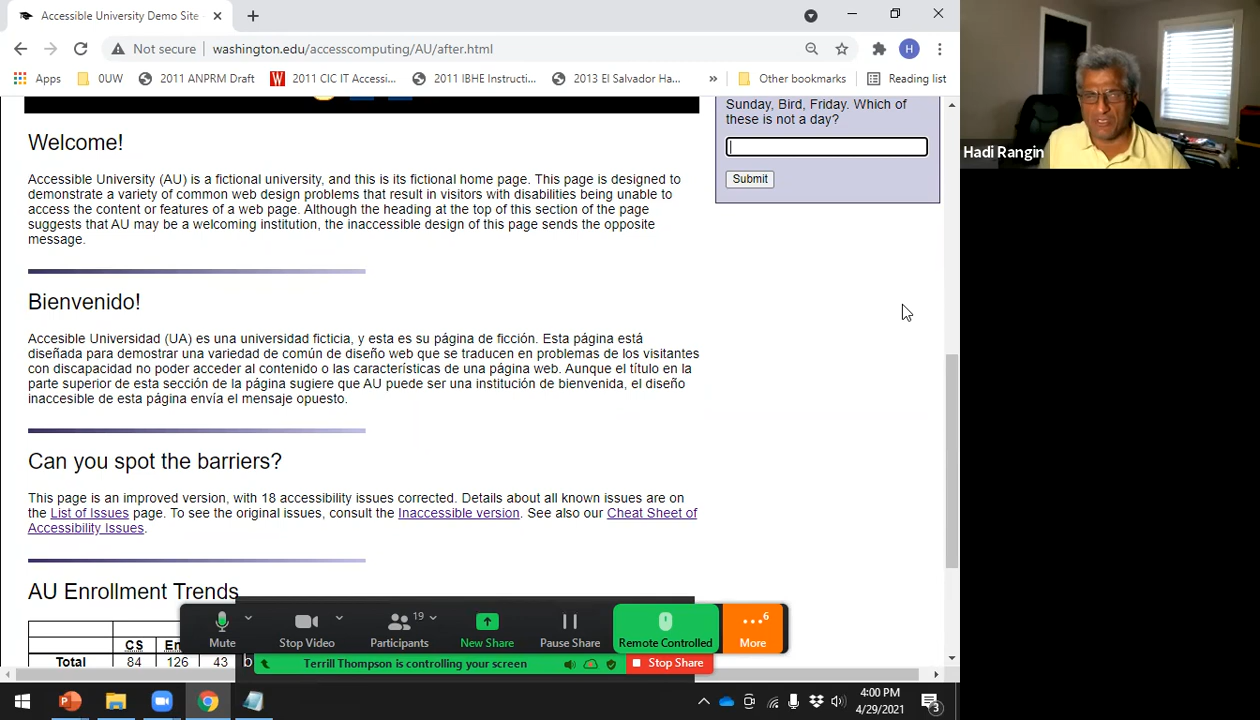 Accessible University Demo Site
Not secure
washington.edu/accesscomputing/AU/after.html
H
Apps
0UW
2011 ANPRM Draft
2011 CIC IT Accessi...
2011 IBHE Instructi...
2013 El Salvador Ha...
»
Other bookmarks
Reading list
Sunday, Bird, Friday. Which of
these is not a day?
Submit
Welcome!
Accessible University (AU) is a fictional university, and this is its fictional home page. This page is designed to
demonstrate a variety of common web design problems that result in visitors with disabilities being unable to
access the content or features of a web page. Although the heading at the top of this section of the page
suggests that AU may be a welcoming institution, the inaccessible design of this page sends the opposite
message.
Bienvenido!
Accesible Universidad (UA) es una universidad ficticia, y esta es su página de ficción. Esta página está
diseñada para demostrar una variedad de común de diseño web que se traducen en problemas de los visitantes
con discapacidad no poder acceder al contenido o las características de una página web. Aunque el título en la
parte superior de esta sección de la página sugiere que AU puede ser una institución de bienvenida, el diseño
inaccesible de esta página envía el mensaje opuesto.
Can you spot the barriers?
This page is an improved version, with 18 accessibility issues corrected. Details about all known issues are on
the List of Issues page. To see the original issues, consult the Inaccessible version. See also our Cheat Sheet of
Accessibility Issues.
AU Enrollment Trends
CS
Total 84 126 43
Mute
Stop Video
19
Participants
New Share
Pause Share
Remote Controlled
6
More
Terrill Thompson is controlling your screen
Stop Share
4:00 PM
4/29/2021
3
Hadi Rangin